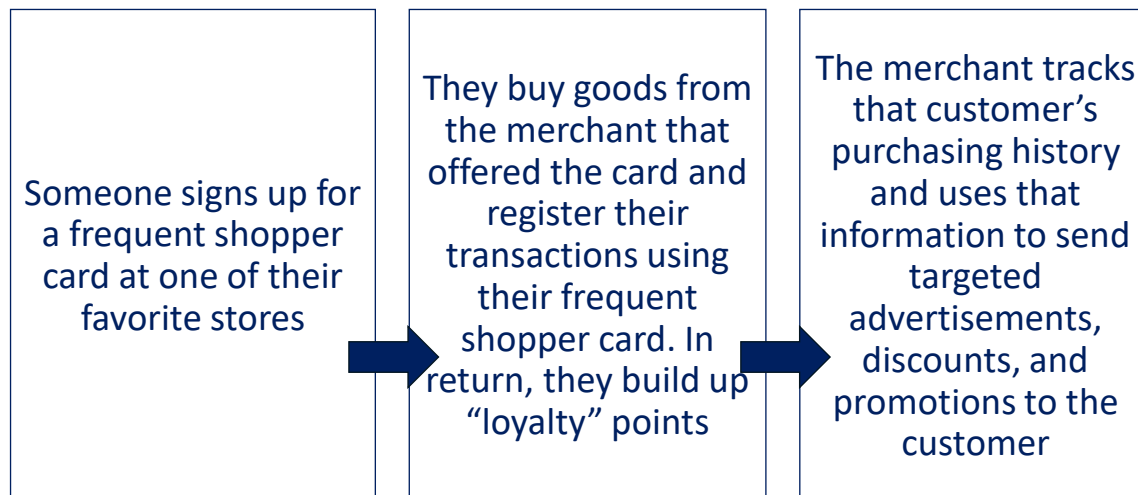 Someone signs up for
a frequent shopper
card at one of their
favorite stores
They buy goods from
the merchant that
offered the card and
register their
transactions using
their frequent
shopper card. In
return, they build up
“loyalty” points
The merchant tracks
that customer’s
purchasing history
and uses that
information to send
targeted
advertisements,
discounts, and
promotions to the
customer